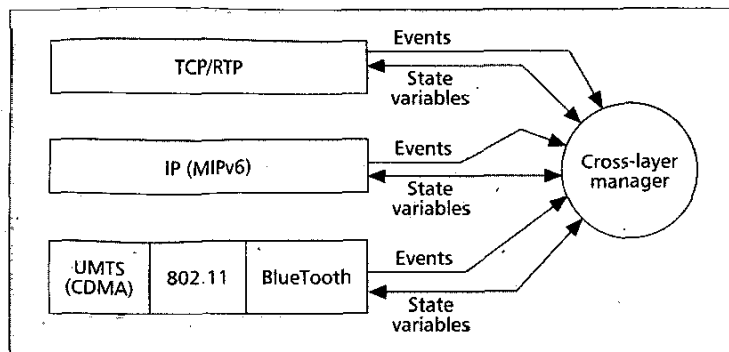 Events
TCP/RTP
State
variables
Events
IP (MIPv6)
State
variables
Cross-layer
manager
UMTS
(CDMA)
802.11
BlueTooth
Events
State
variables